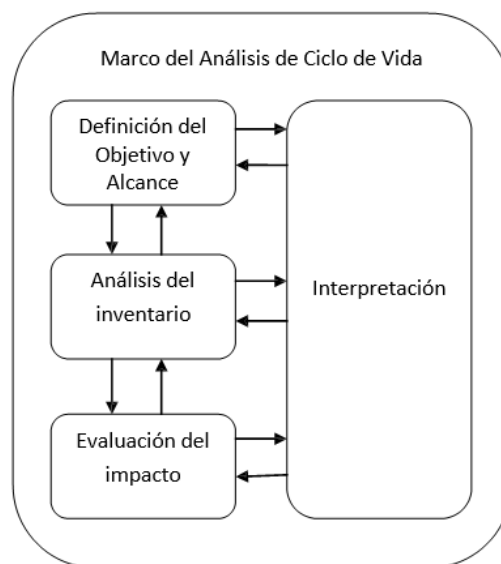 Marco del Análisis de Ciclo de Vida
Definición del
Objetivo y
Alcance
Análisis del
inventario
Interpretación
Evaluación del
impacto